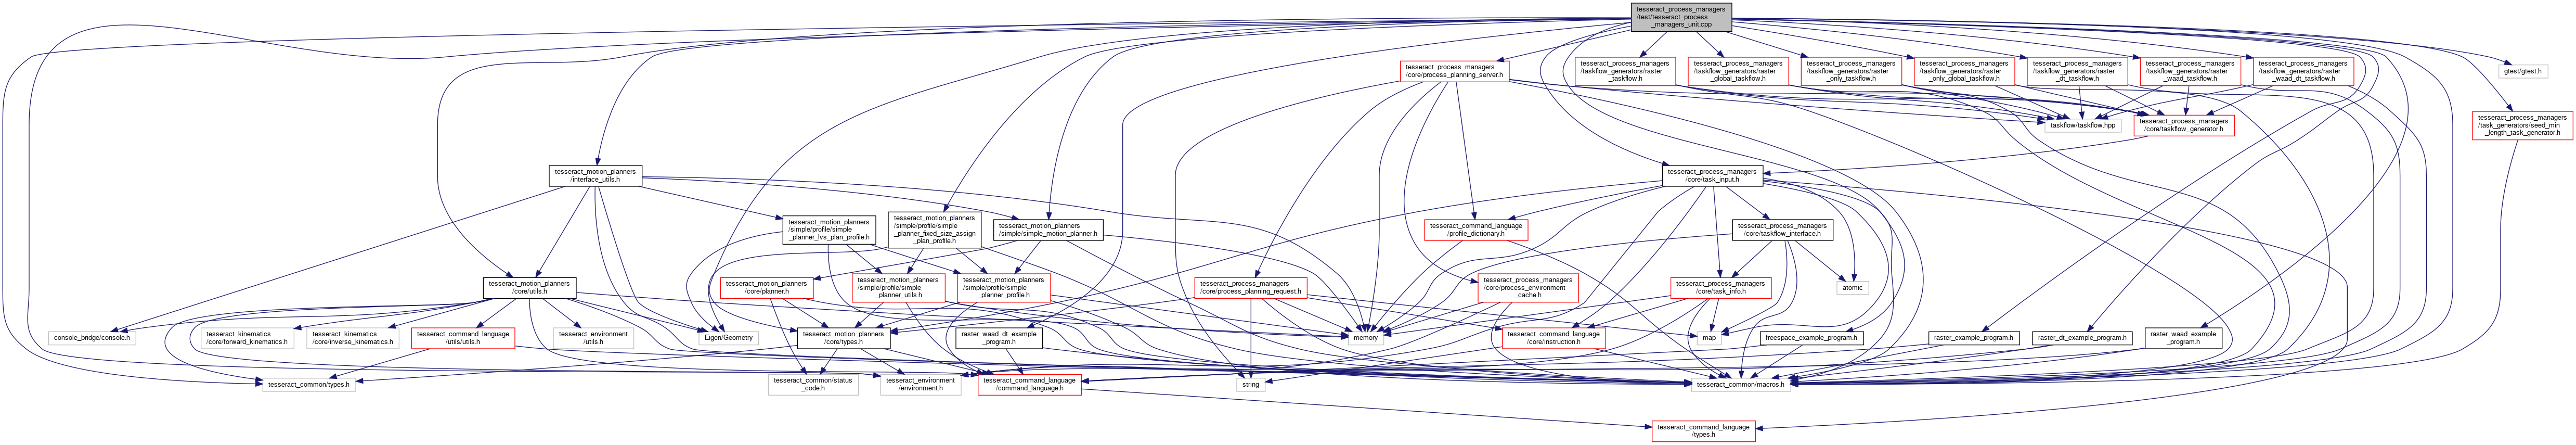 tesseract_process_managers
/test/tesseract_process
_managers_unit.cpp
tesseract_process_managers
/core/process_planning_server.h
tesseract_process_managers
/taskflow_generators/raster
_taskflow.h
tesseract_process_managers
/taskflow_generators/raster
_global_taskflow.h
tesseract_process_managers
/taskflow_generators/raster
_only_taskflow.h
tesseract_process_managers
/taskflow_generators/raster
_only_global_taskflow.h
tesseract_process_managers
/taskflow_generators/raster
_dt_taskflow.h
tesseract_process_managers
/taskflow_generators/raster
_waad_taskflow.h
tesseract_process_managers
/taskflow_generators/raster
_waad_dt_taskflow.h
gtest/gtest.h
taskflow/taskflow.hpp
tesseract_process_managers
/core/taskflow_generator.h
tesseract_process_managers
/task_generators/seed_min
_length_task_generator.h
tesseract_motion_planners
/interface_utils.h
tesseract_process_managers
/core/task_input.h
tesseract_motion_planners
/simple/profile/simple
_planner_lvs_plan_profile.h
tesseract_motion_planners
/simple/profile/simple
_planner_fixed_size_assign
_plan_profile.h
tesseract_motion_planners
/simple/simple_motion_planner.h
tesseract_command_language
/profile_dictionary.h
tesseract_process_managers
/core/taskflow_interface.h
tesseract_motion_planners
/core/utils.h
tesseract_motion_planners
/core/planner.h
tesseract_motion_planners
/simple/profile/simple
_planner_utils.h
tesseract_motion_planners
/simple/profile/simple
_planner_profile.h
tesseract_process_managers
/core/process_planning_request.h
tesseract_process_managers
/core/process_environment
_cache.h
tesseract_process_managers
/core/task_info.h
atomic
console_bridge/console.h
tesseract_kinematics
/core/forward_kinematics.h
tesseract_kinematics
/core/inverse_kinematics.h
tesseract_command_language
/utils/utils.h
tesseract_environment
/utils.h
Eigen/Geometry
tesseract_motion_planners
/core/types.h
raster_waad_dt_example
_program.h
memory
tesseract_command_language
/core/instruction.h
map
freespace_example_program.h
raster_example_program.h
raster_dt_example_program.h
raster_waad_example
_program.h
tesseract_common/types.h
tesseract_common/status
_code.h
tesseract_environment
/environment.h
tesseract_command_language
/command_language.h
string
tesseract_common/macros.h
tesseract_command_language
/types.h